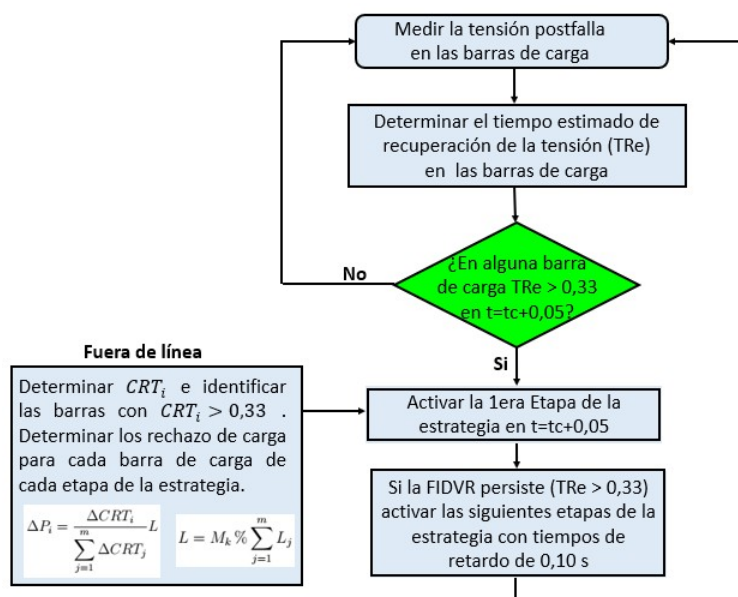 Medir la tensión postfalla
en las barras de carga
Determinar el tiempo estimado de
recuperación de la tensión (TRe)
en las barras de carga
¿En alguna barra
de carga TRe > 0,33
en t=tc+0,05?
No
Si
Fuera de línea
Determinar CRT_i e identificar
las barras con CRT_i > 0,33 .
Determinar los rechazo de carga
para cada barra de carga de
cada etapa de la estrategia.
ΔP_i = \frac{ΔCRT_i}{\sum_{j=1}^{m} ΔCRT_j} L
L = M_k % \sum_{j=1}^{m} L_j
Activar la 1era Etapa de la
estrategia en t=tc+0,05
Si la FIDVR persiste (TRe > 0,33)
activar las siguientes etapas de la
estrategia con tiempos de
retardo de 0,10 s